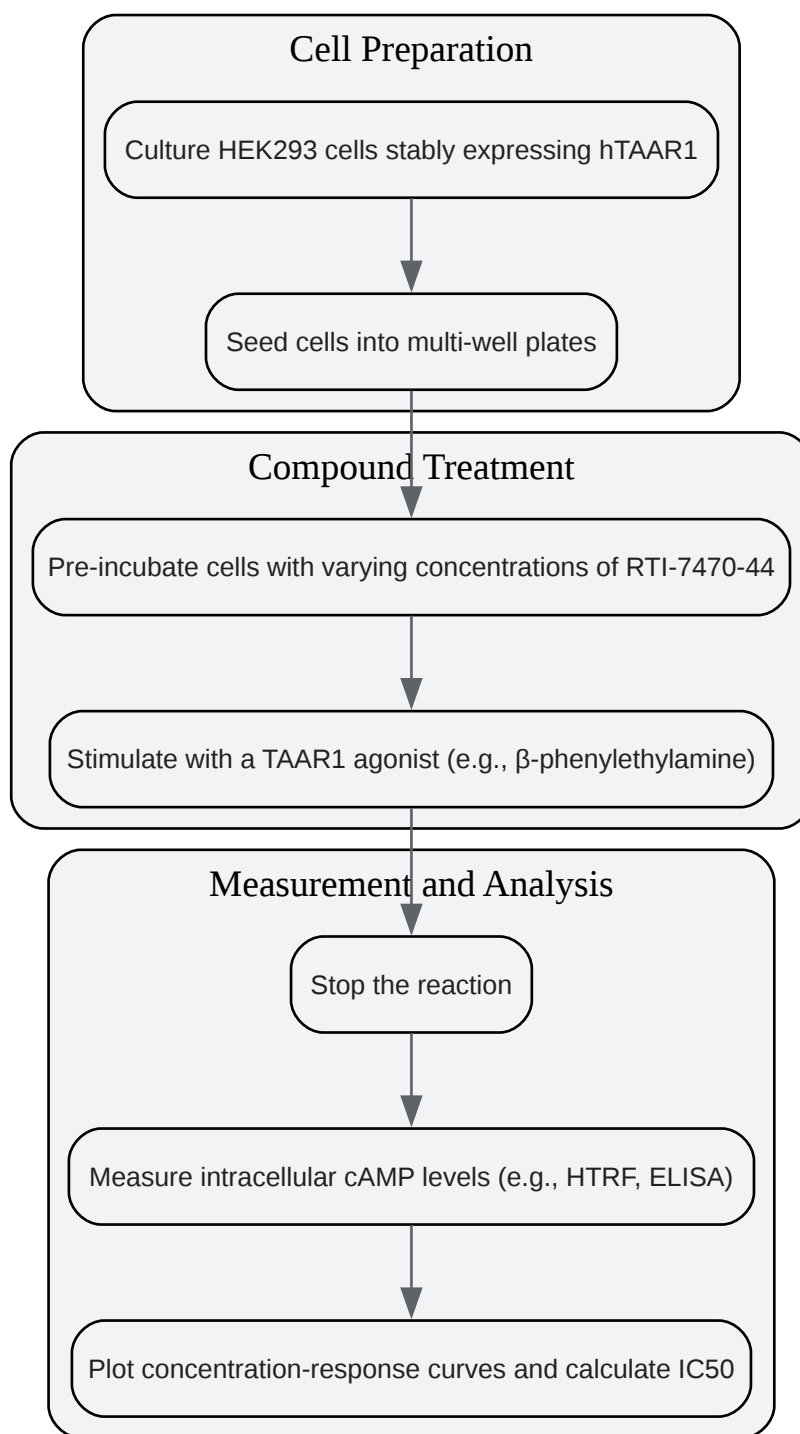 Cell Preparation
Culture HEK293 cells stably expressing hTAAR1
Seed cells into multi-well plates
Compound Treatment
Pre-incubate cells with varying concentrations of RTI-7470-44
Stimulate with a TAAR1 agonist (e.g., β-phenylethylamine)
Measurement and Analysis
Stop the reaction
Measure intracellular cAMP levels (e.g., HTRF, ELISA)
Plot concentration-response curves and calculate IC50